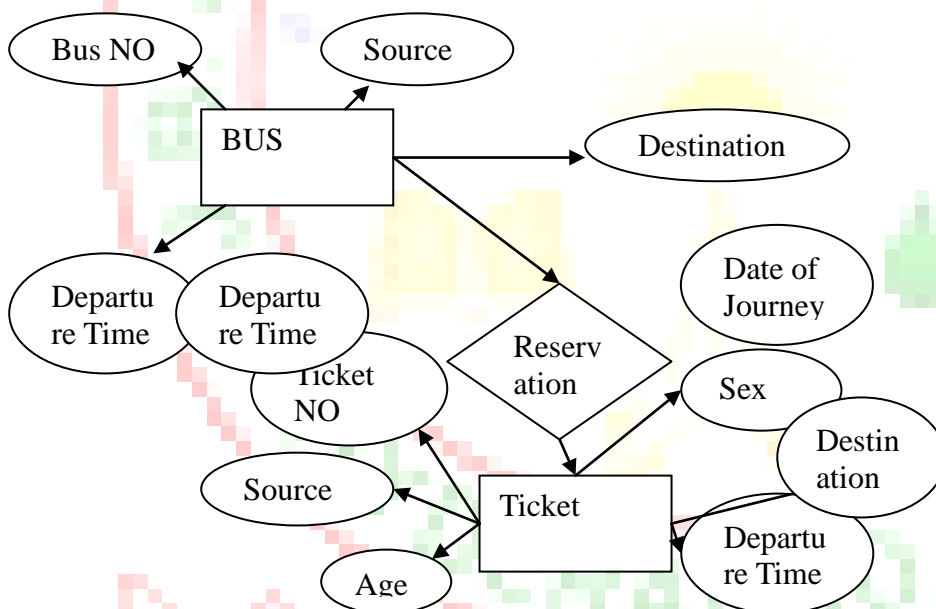 Bus NO
Source
BUS
Destination
Departu
re Time
Departu
re Time
Date of
Journey
Reserv
ation
Ticket
NO
Sex
Destin
ation
Source
Ticket
Departu
re Time
Age